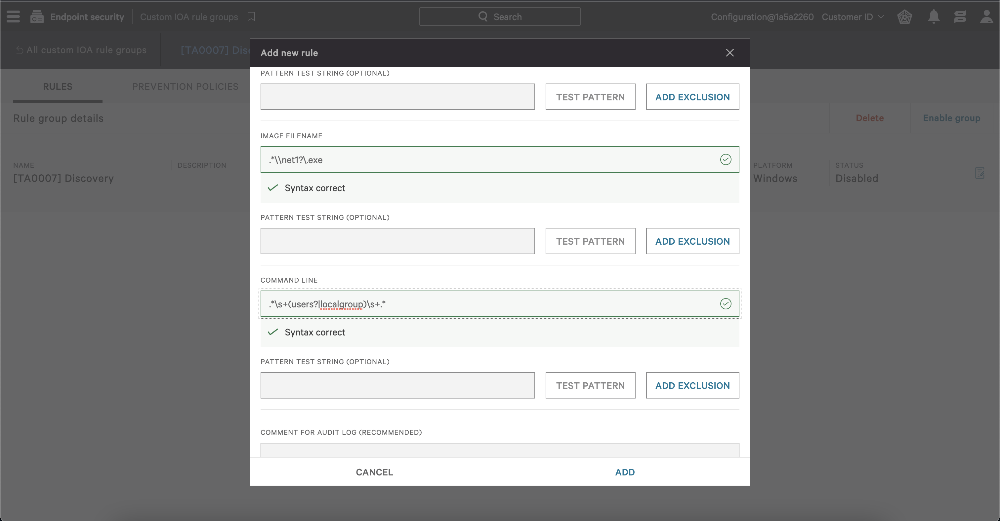 Endpoint security
Custom IOA rule groups
Search
Configuration@1a5a2260
Customer ID
All custom IOA rule groups
[TA0007] Disc
Add new rule
RULES
PREVENTION POLICIES
PATTERN TEST STRING (OPTIONAL)
TEST PATTERN
ADD EXCLUSION
Rule group details
Delete
Enable group
IMAGE FILENAME
.*\\net1?\.exe
Syntax correct
NAME
[TA0007] Discovery
DESCRIPTION
PLATFORM
Windows
STATUS
Disabled
PATTERN TEST STRING (OPTIONAL)
TEST PATTERN
ADD EXCLUSION
COMMAND LINE
.*\s+(users?|localgroup)\s+.*
Syntax correct
PATTERN TEST STRING (OPTIONAL)
TEST PATTERN
ADD EXCLUSION
COMMENT FOR AUDIT LOG (RECOMMENDED)
CANCEL
ADD